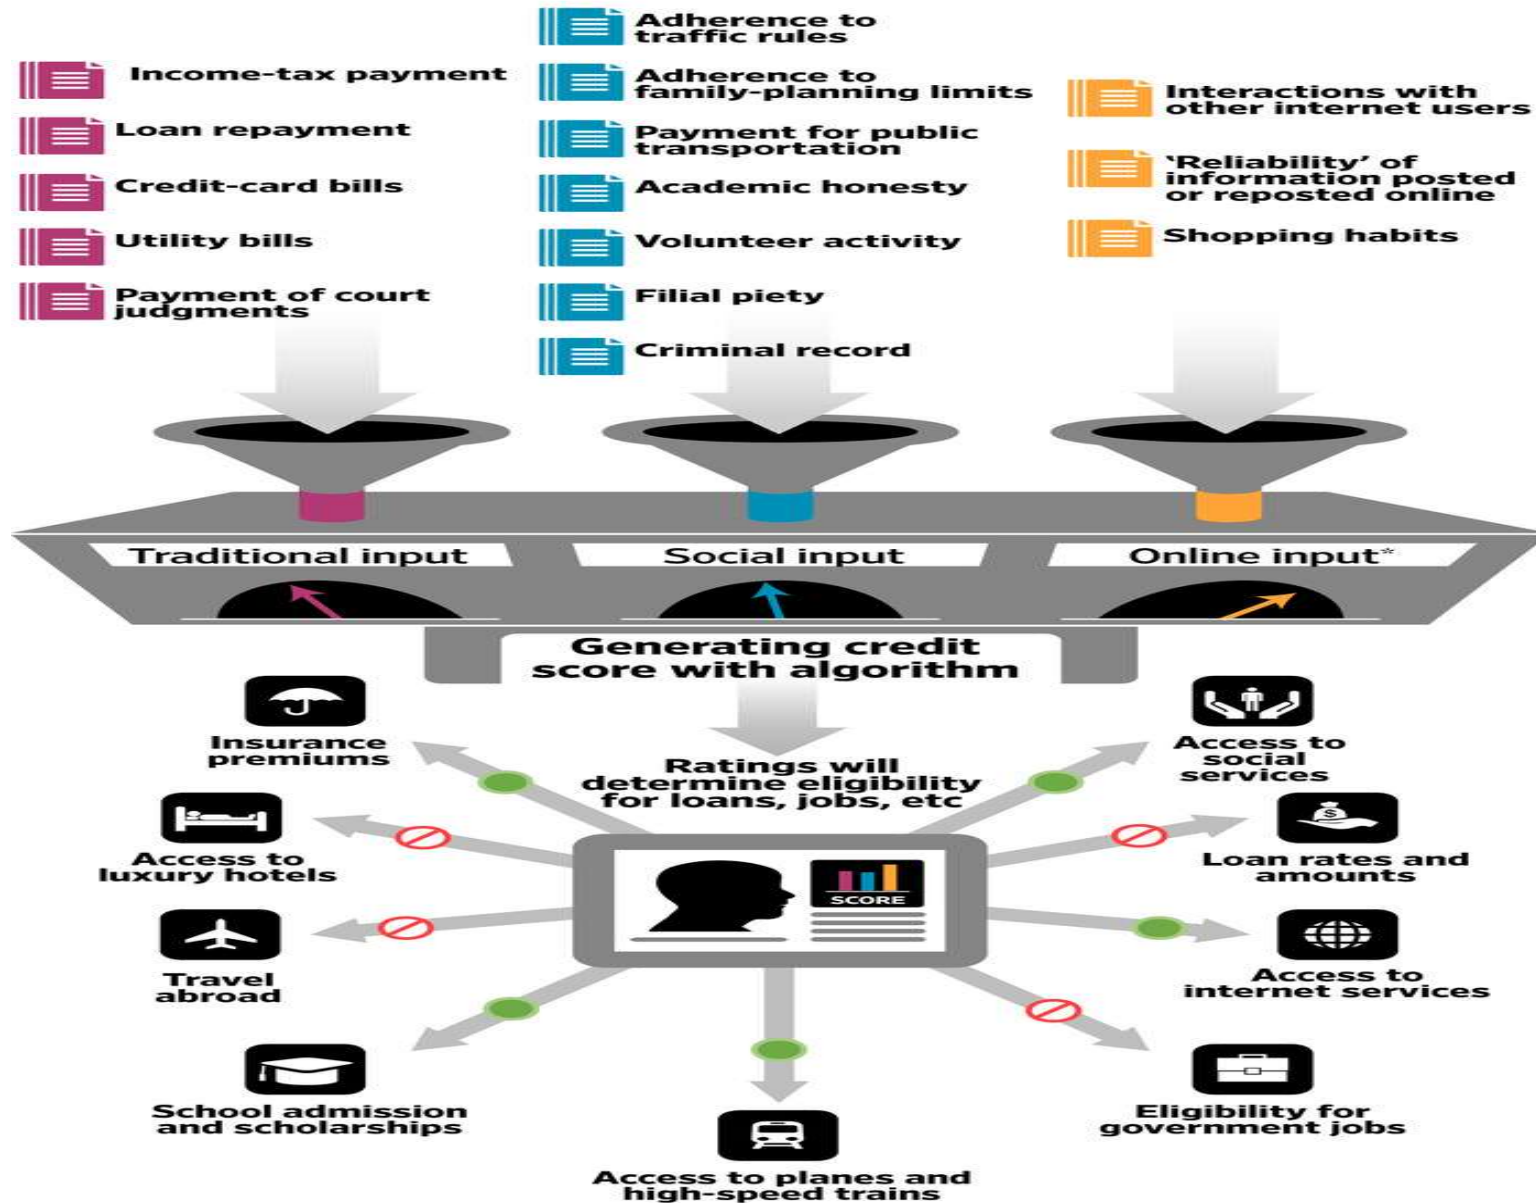 Income-tax payment
Loan repayment
Credit-card bills
Utility bills
Payment of court
judgments
Adherence to
traffic rules
Adherence to
family-planning limits
Payment for public
transportation
Academic honesty
Volunteer activity
Filial piety
Criminal record
Interactions with
other internet users
‘Reliability’ of
information posted
or reposted online
Shopping habits
Traditional input
Social input
Online input*
Generating credit
score with algorithm
Ratings will
determine eligibility
for loans, jobs, etc
SCORE
Insurance
premiums
Access to
luxury hotels
Travel
abroad
School admission
and scholarships
Access to planes and
high-speed trains
Access to
social
services
$
Loan rates and
amounts
Access to
internet services
Eligibility for
government jobs